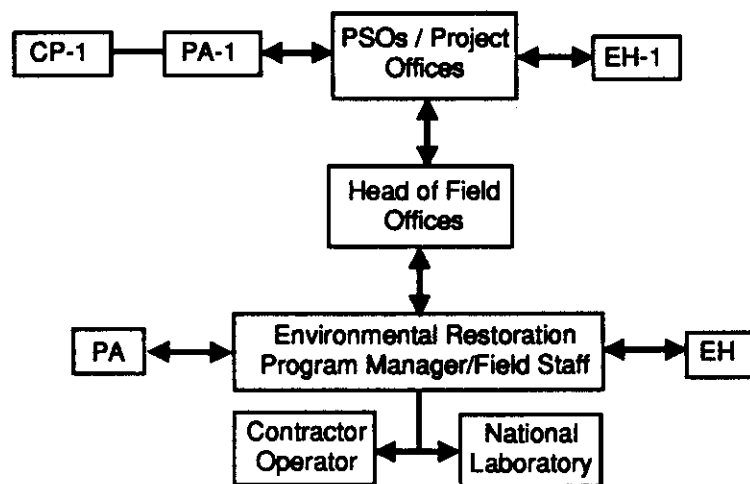 CP-1
PA-1
PSOs / Project
Offices
EH-1
Head of Field
Offices
PA
Environmental Restoration
Program Manager/Field Staff
EH
Contractor
Operator
National
Laboratory